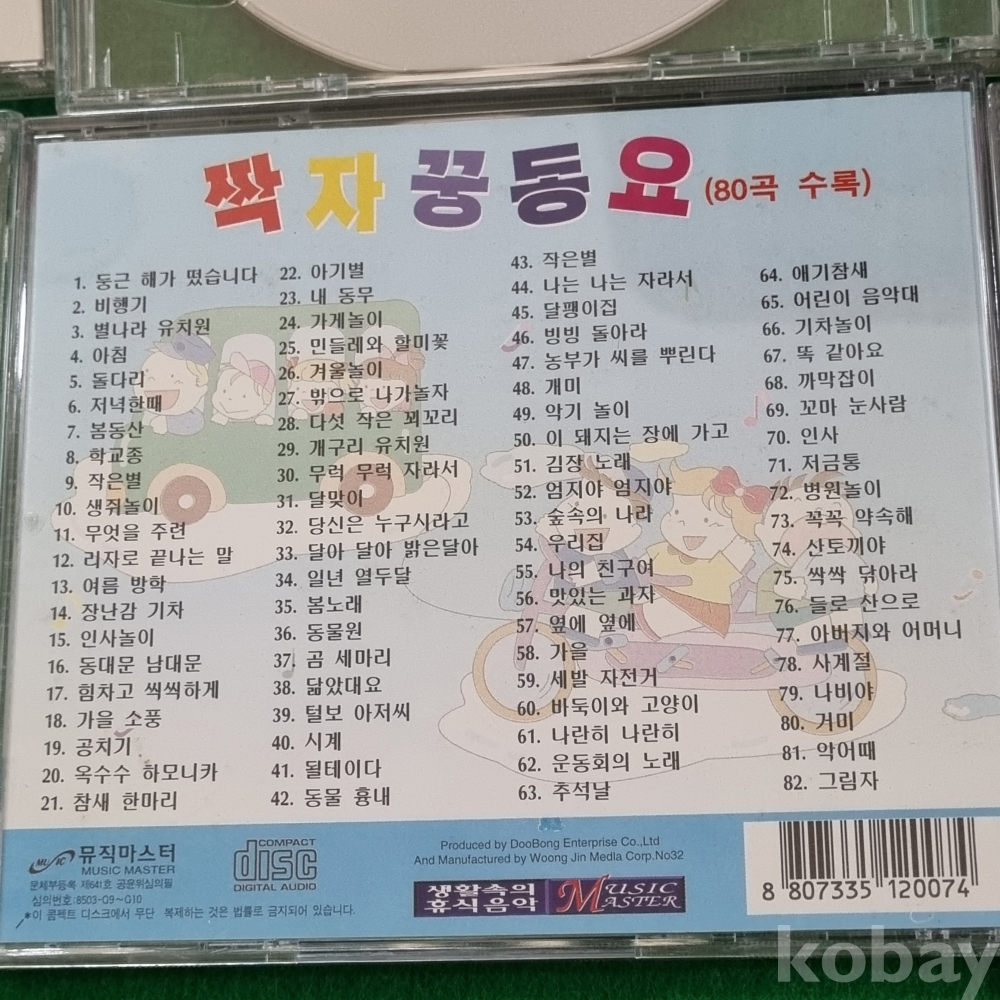 짝자꿍동요 (80곡 수록)
1. 둥근 해가 떴습니다
2. 비행기
3. 별나라 유치원
4. 아침
5. 돌다리
6. 저녁한때
7. 봄동산
8. 학교종
9. 작은별
10. 생쥐놀이
11. 무엇을 주련
12. 리자로 끝나는 말
13. 여름 방학
14. 장난감 기차
15. 인사놀이
16. 동대문 남대문
17. 힘차고 씩씩하게
18. 가을 소풍
19. 공치기
20. 옥수수 하모니카
21. 참새 한마리
22. 아기별
23. 내 동무
24. 가게놀이
25. 민들레와 할미꽃
26. 겨울놀이
27. 밖으로 나가놀자
28. 다섯 작은 꾀꼬리
29. 개구리 유치원
30. 무럭 무럭 자라서
31. 달맞이
32. 당신은 누구시라고
33. 달아 달아 밝은달아
34. 일년 열두달
35. 봄노래
36. 동물원
37. 곰 세마리
38. 닮았대요
39. 털보 아저씨
40. 시계
41. 될테이다
42. 동물 흉내
43. 작은별
44. 나는 나는 자라서
45. 달팽이집
46. 빙빙 돌아라
47. 농부가 씨를 뿌린다
48. 개미
49. 악기 놀이
50. 이 돼지는 장에 가고
51. 김장 노래
52. 엄지야 엄지야
53. 숲속의 나라
54. 우리집
55. 나의 친구여
56. 맛있는 과자
57. 옆에 옆에
58. 가을
59. 세발 자전거
60. 바둑이와 고양이
61. 나란히 나란히
62. 운동회의 노래
63. 추석날
64. 애기참새
65. 어린이 음악대
66. 기차놀이
67. 똑 같아요
68. 까막잡이
69. 꼬마 눈사람
70. 인사
71. 저금통
72. 병원놀이
73. 꼭꼭 약속해
74. 산토끼야
75. 싹싹 닦아라
76. 들로 산으로
77. 아버지와 어머니
78. 사계절
79. 나비야
80. 거미
81. 악어떼
82. 그림자
MUSIC 뮤직마스터
MUSIC MASTER
문체부등록 제641호 공윤위심의필
심의번호:8503-G9~G10
*이 콤펙트 디스크에서 무단 복제하는 것은 법률로 금지되어 있습니다.
COMPACT
disc
DIGITAL AUDIO
Produced by DooBong Enterprise Co.,Ltd
And Manufactured by Woong Jin Media Corp.No32
생활속의
휴식음악
MUSIC
MASTER
8 807335 120074
kobay